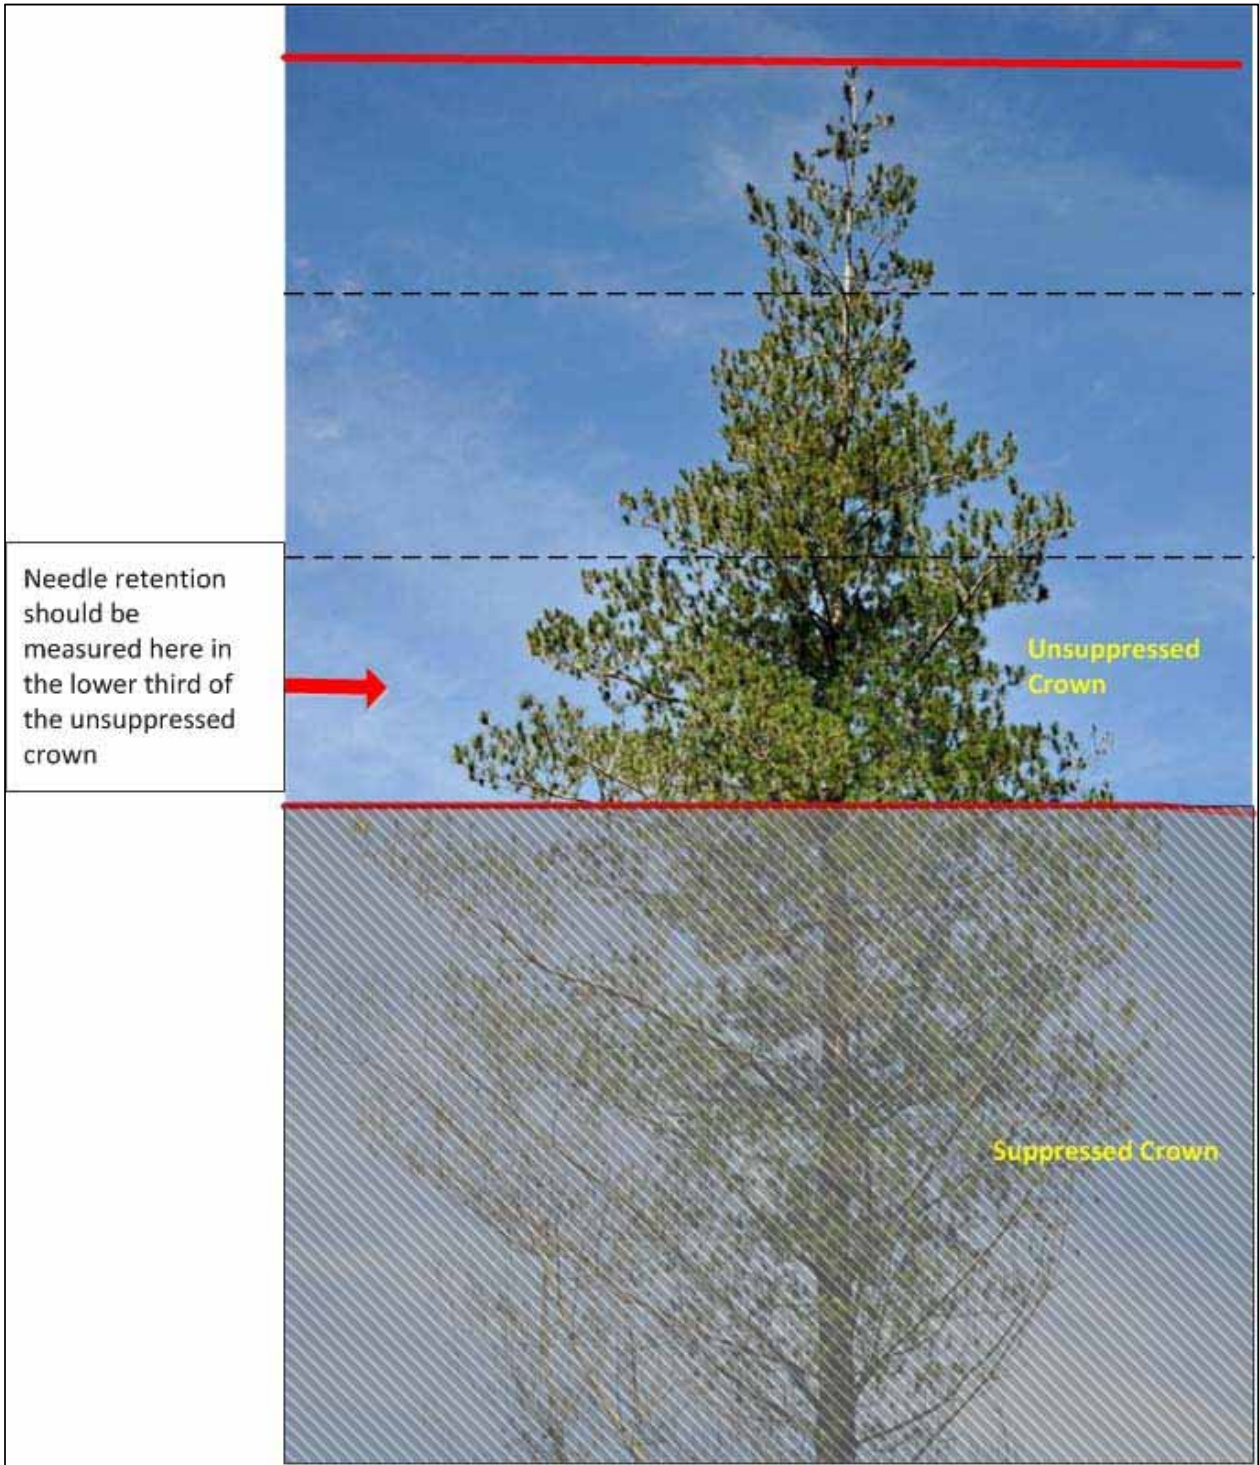 Needle retention
should be
measured here in
the lower third of
the unsuppressed
crown
Unsuppressed
Crown
Suppressed Crown